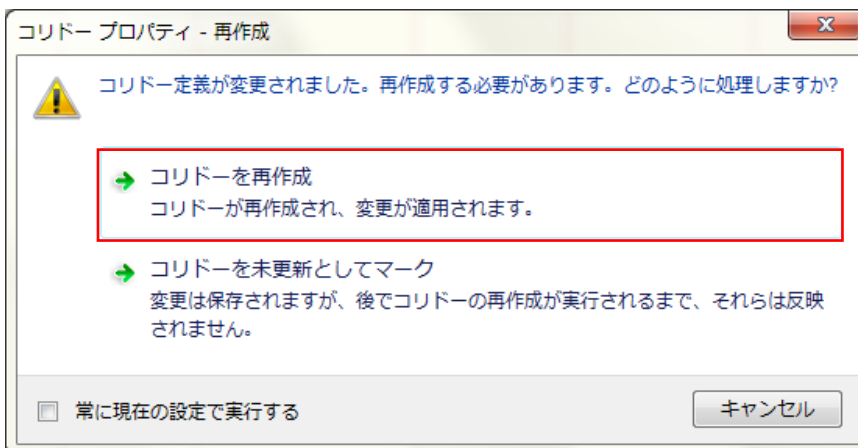 コリドー プロパティ - 再作成
コリドー定義が変更されました。再作成する必要があります。どのように処理しますか?
コリドーを再作成
コリドーが再作成され、変更が適用されます。
コリドーを未更新としてマーク
変更は保存されますが、後でコリドーの再作成が実行されるまで、それらは反映
されません。
常に現在の設定で実行する
キャンセル